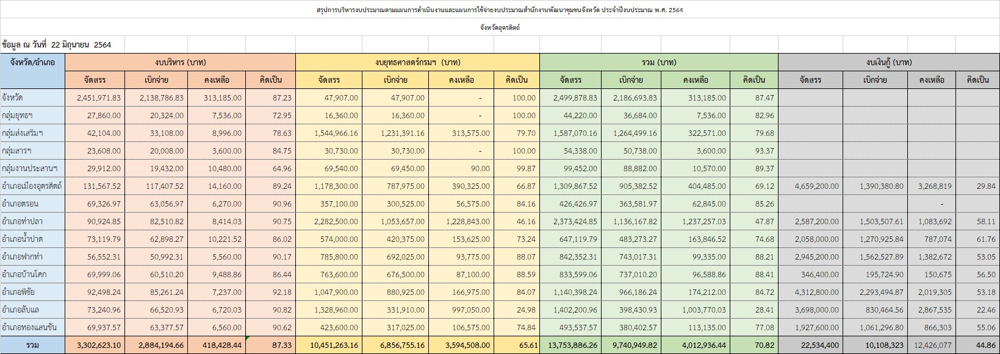 สรุปการบริหารงบประมาณตามแผนการดำเนินงานและแผนการใช้จ่ายงบประมาณสำนักงานพัฒนาชุมชนจังหวัด ประจำปีงบประมาณ พ.ศ. 2564
จังหวัดอุตรดิตถ์
ข้อมูล ณ วันที่ 22 มิถุนายน 2564
จังหวัด/อำเภอ งบบริหาร (บาท) งบยุทธศาสตร์กรมฯ (บาท) รวม (บาท) งบเงินกู้ (บาท)
จัดสรร เบิกจ่าย คงเหลือ คิดเป็น จัดสรร เบิกจ่าย คงเหลือ คิดเป็น จัดสรร เบิกจ่าย คงเหลือ คิดเป็น จัดสรร เบิกจ่าย คงเหลือ คิดเป็น
จังหวัด 2,451,971.83 2,138,786.83 313,185.00 87.23 47,907.00 47,907.00 - 100.00 2,499,878.83 2,186,693.83 313,185.00 87.47
กลุ่มยุทธฯ 27,860.00 20,324.00 7,536.00 72.95 16,360.00 16,360.00 - 100.00 44,220.00 36,684.00 7,536.00 82.96
กลุ่มส่งเสริมฯ 42,104.00 33,108.00 8,996.00 78.63 1,544,966.16 1,231,391.16 313,575.00 79.70 1,587,070.16 1,264,499.16 322,571.00 79.68
กลุ่มสารฯ 23,608.00 20,008.00 3,600.00 84.75 30,730.00 30,730.00 - 100.00 54,338.00 50,738.00 3,600.00 93.37
กลุ่มงานประสานฯ 29,912.00 19,432.00 10,480.00 64.96 69,540.00 69,450.00 90.00 99.87 99,452.00 88,882.00 10,570.00 89.37
อำเภอเมืองอุตรดิตถ์ 131,567.52 117,407.52 14,160.00 89.24 1,178,300.00 787,975.00 390,325.00 66.87 1,309,867.52 905,382.52 404,485.00 69.12 4,659,200.00 1,390,380.80 3,268,819 29.84
อำเภอตรอน 69,326.97 63,056.97 6,270.00 90.96 357,100.00 300,525.00 56,575.00 84.16 426,426.97 363,581.97 62,845.00 85.26 -
อำเภอท่าปลา 90,924.85 82,510.82 8,414.03 90.75 2,282,500.00 1,053,657.00 1,228,843.00 46.16 2,373,424.85 1,136,167.82 1,237,257.03 47.87 2,587,200.00 1,503,507.61 1,083,692 58.11
อำเภอน้ำปาด 73,119.79 62,898.27 10,221.52 86.02 574,000.00 420,375.00 153,625.00 73.24 647,119.79 483,273.27 163,846.52 74.68 2,058,000.00 1,270,925.84 787,074 61.76
อำเภอฟากท่า 56,552.31 50,992.31 5,560.00 90.17 785,800.00 692,025.00 93,775.00 88.07 842,352.31 743,017.31 99,335.00 88.21 2,945,200.00 1,562,527.89 1,382,672 53.05
อำเภอบ้านโคก 69,999.06 60,510.20 9,488.86 86.44 763,600.00 676,500.00 87,100.00 88.59 833,599.06 737,010.20 96,588.86 88.41 346,400.00 195,724.90 150,675 56.50
อำเภอพิชัย 92,498.24 85,261.24 7,237.00 92.18 1,047,900.00 880,925.00 166,975.00 84.07 1,140,398.24 966,186.24 174,212.00 84.72 4,312,800.00 2,293,494.87 2,019,305 53.18
อำเภอลับแล 73,240.96 66,520.93 6,720.03 90.82 1,328,960.00 331,910.00 997,050.00 24.98 1,402,200.96 398,430.93 1,003,770.03 28.41 3,698,000.00 830,464.56 2,867,535 22.46
อำเภอทองแสนขัน 69,937.57 63,377.57 6,560.00 90.62 423,600.00 317,025.00 106,575.00 74.84 493,537.57 380,402.57 113,135.00 77.08 1,927,600.00 1,061,296.80 866,303 55.06
รวม 3,302,623.10 2,884,194.66 418,428.44 87.33 10,451,263.16 6,856,755.16 3,594,508.00 65.61 13,753,886.26 9,740,949.82 4,012,936.44 70.82 22,534,400 10,108,323 12,426,077 44.86